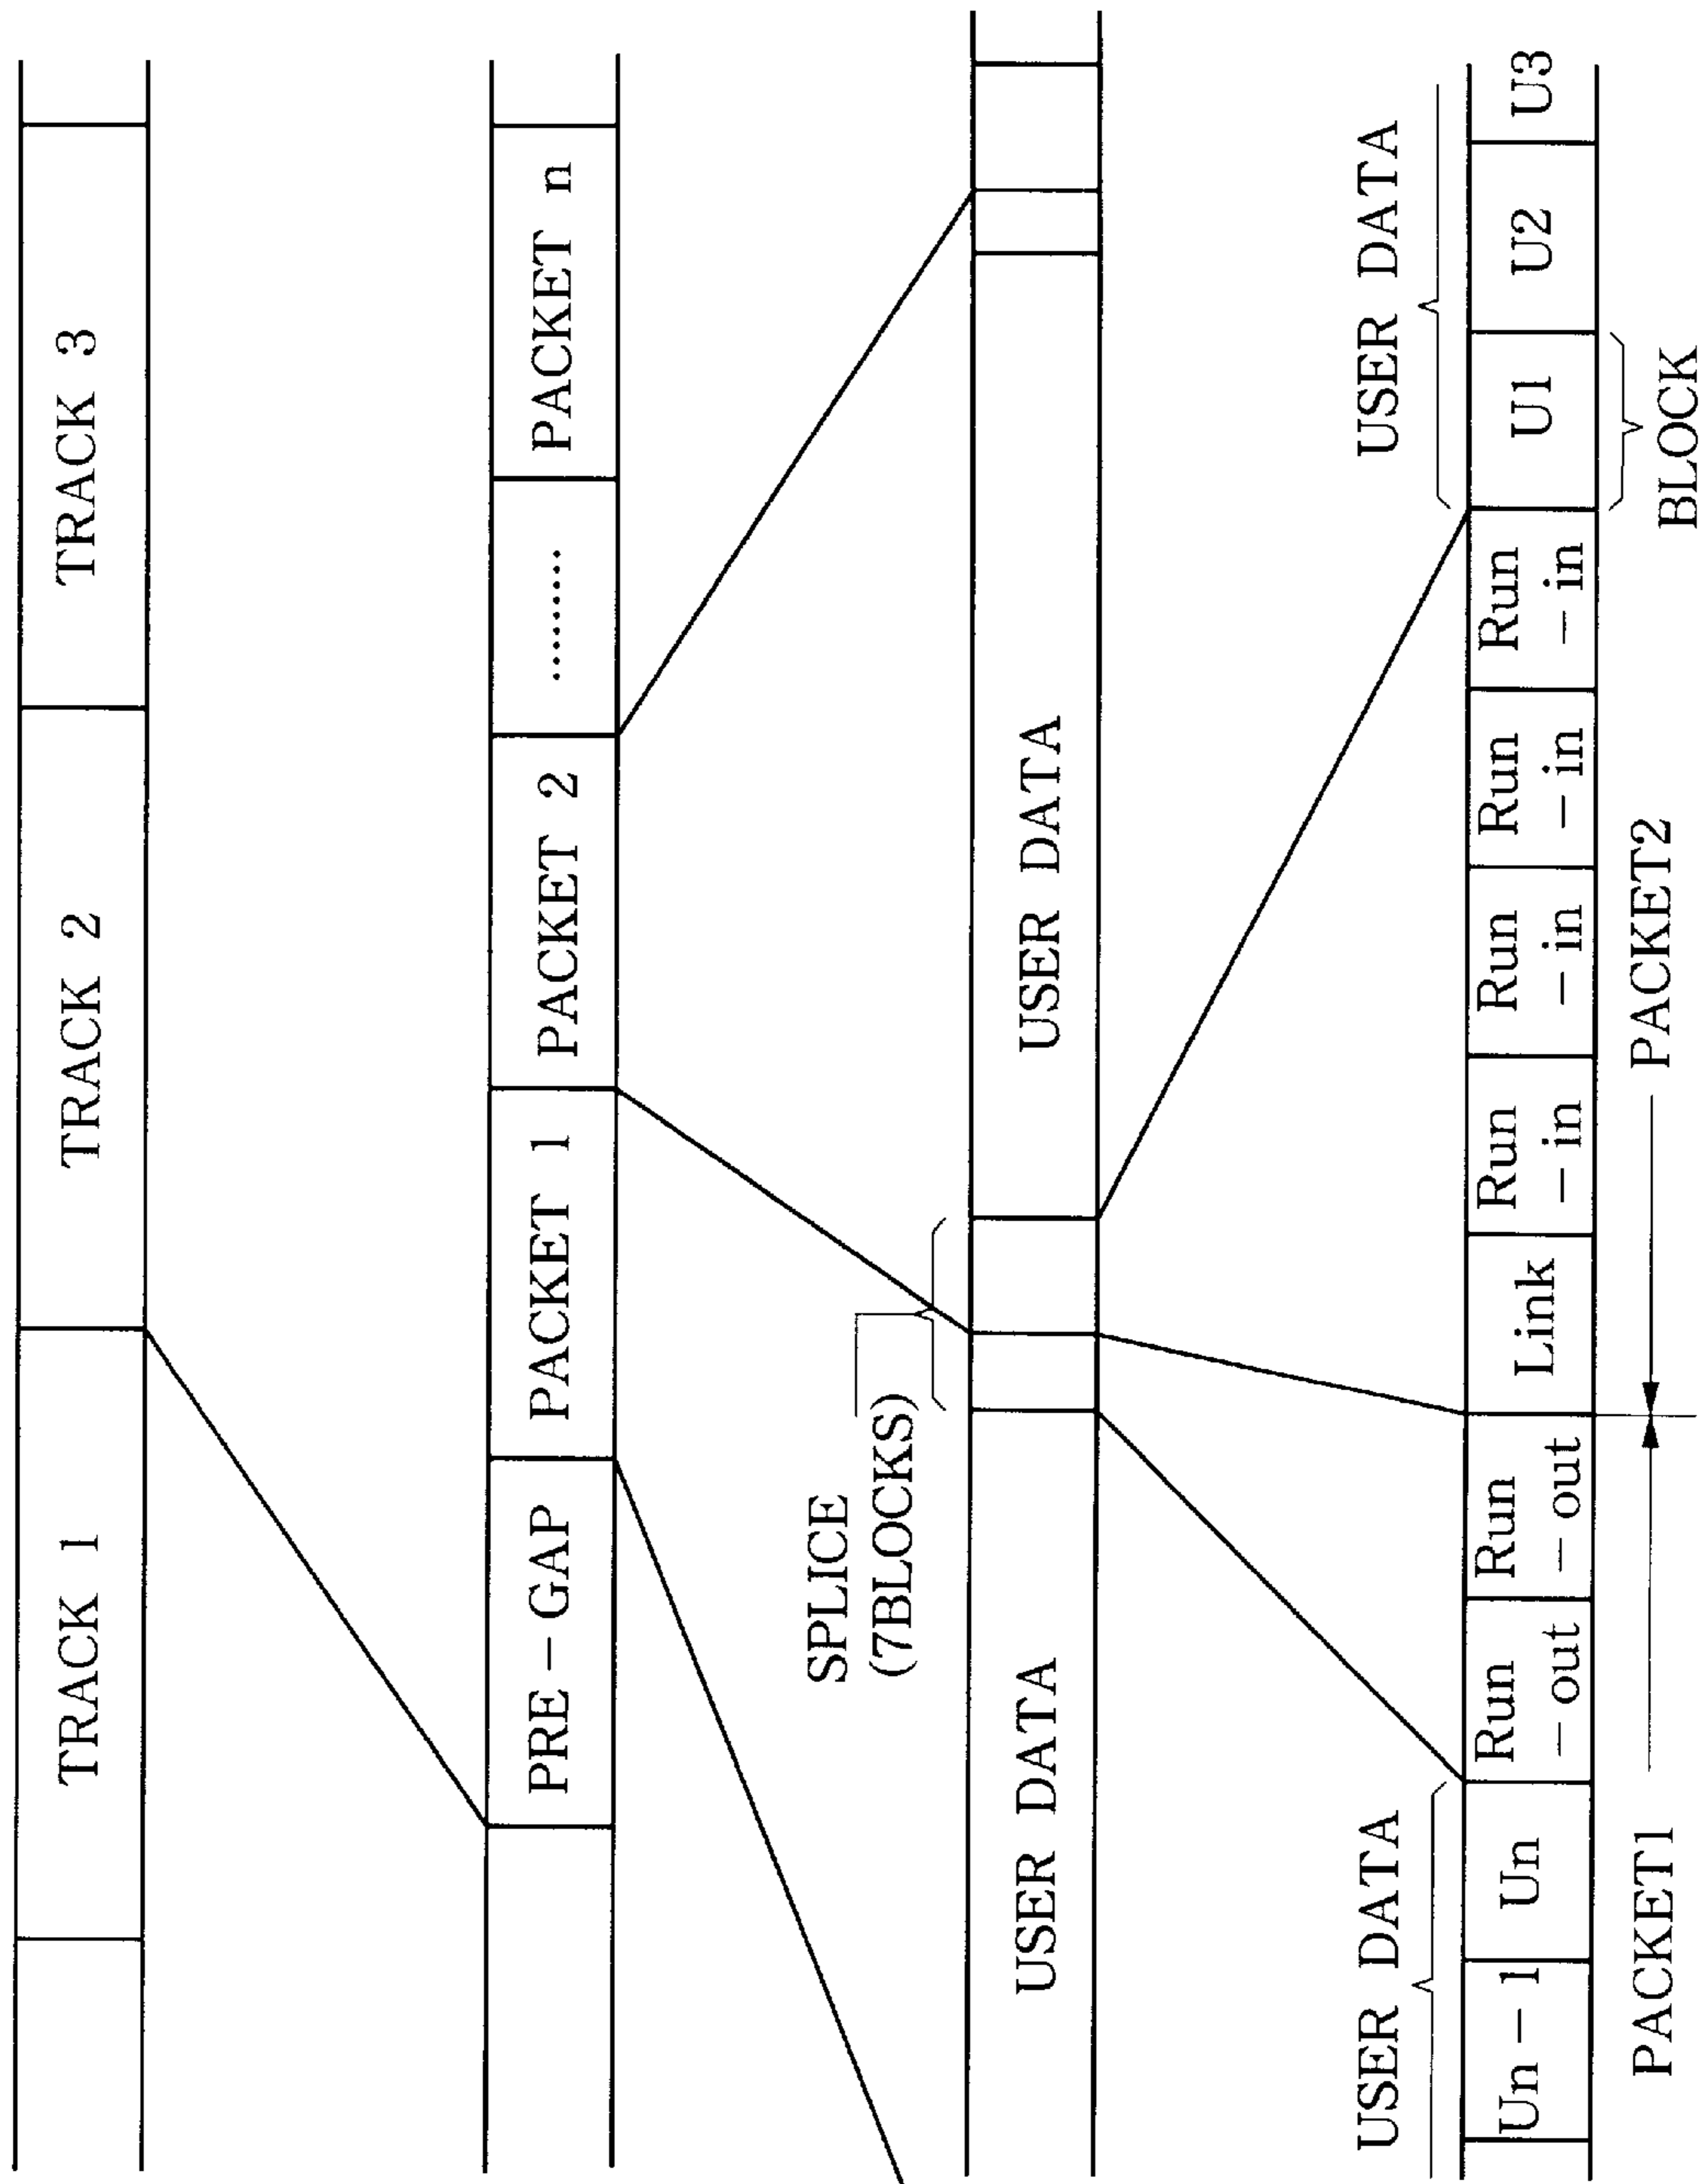 TRACK 1
TRACK 2
TRACK 3
PRE-GAP
PACKET 1
PACKET 2
.........
PACKET n
SPLICE
(7BLOCKS)
USER DATA
USER DATA
USER DATA
USER DATA
Un-1
Un
Run
-out
Run
-out
Link
Run
-in
Run
-in
Run
-in
Run
-in
U1
U2
U3
PACKET1
PACKET2
BLOCK